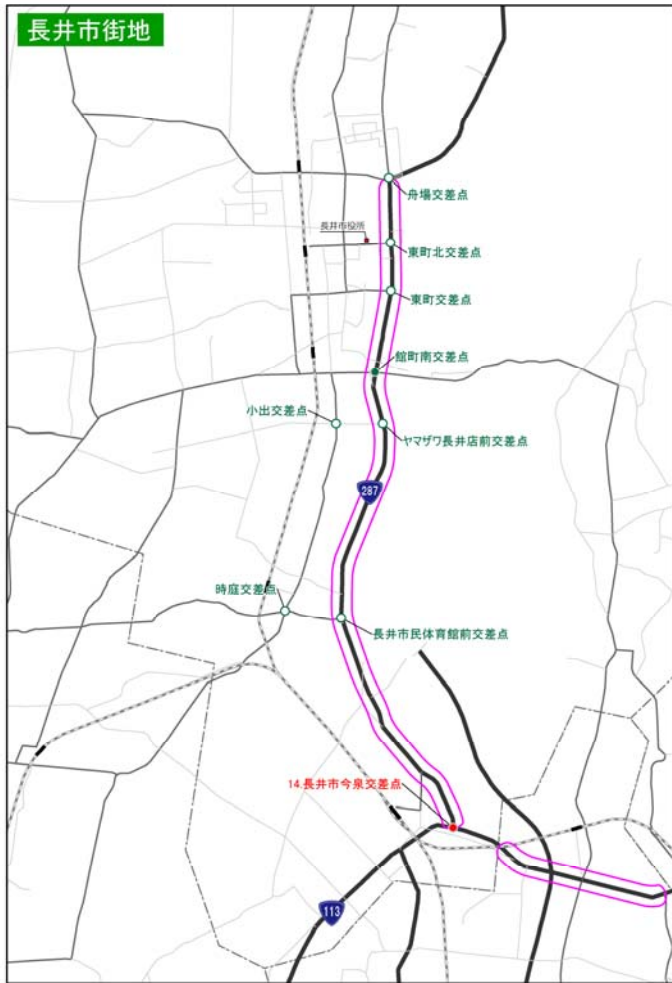 長井市街地
舟場交差点
長井市役所
東町北交差点
東町交差点
館町南交差点
小出交差点
ヤマザワ長井店前交差点
287
時庭交差点
長井市民体育館前交差点
14.長井市今泉交差点
113